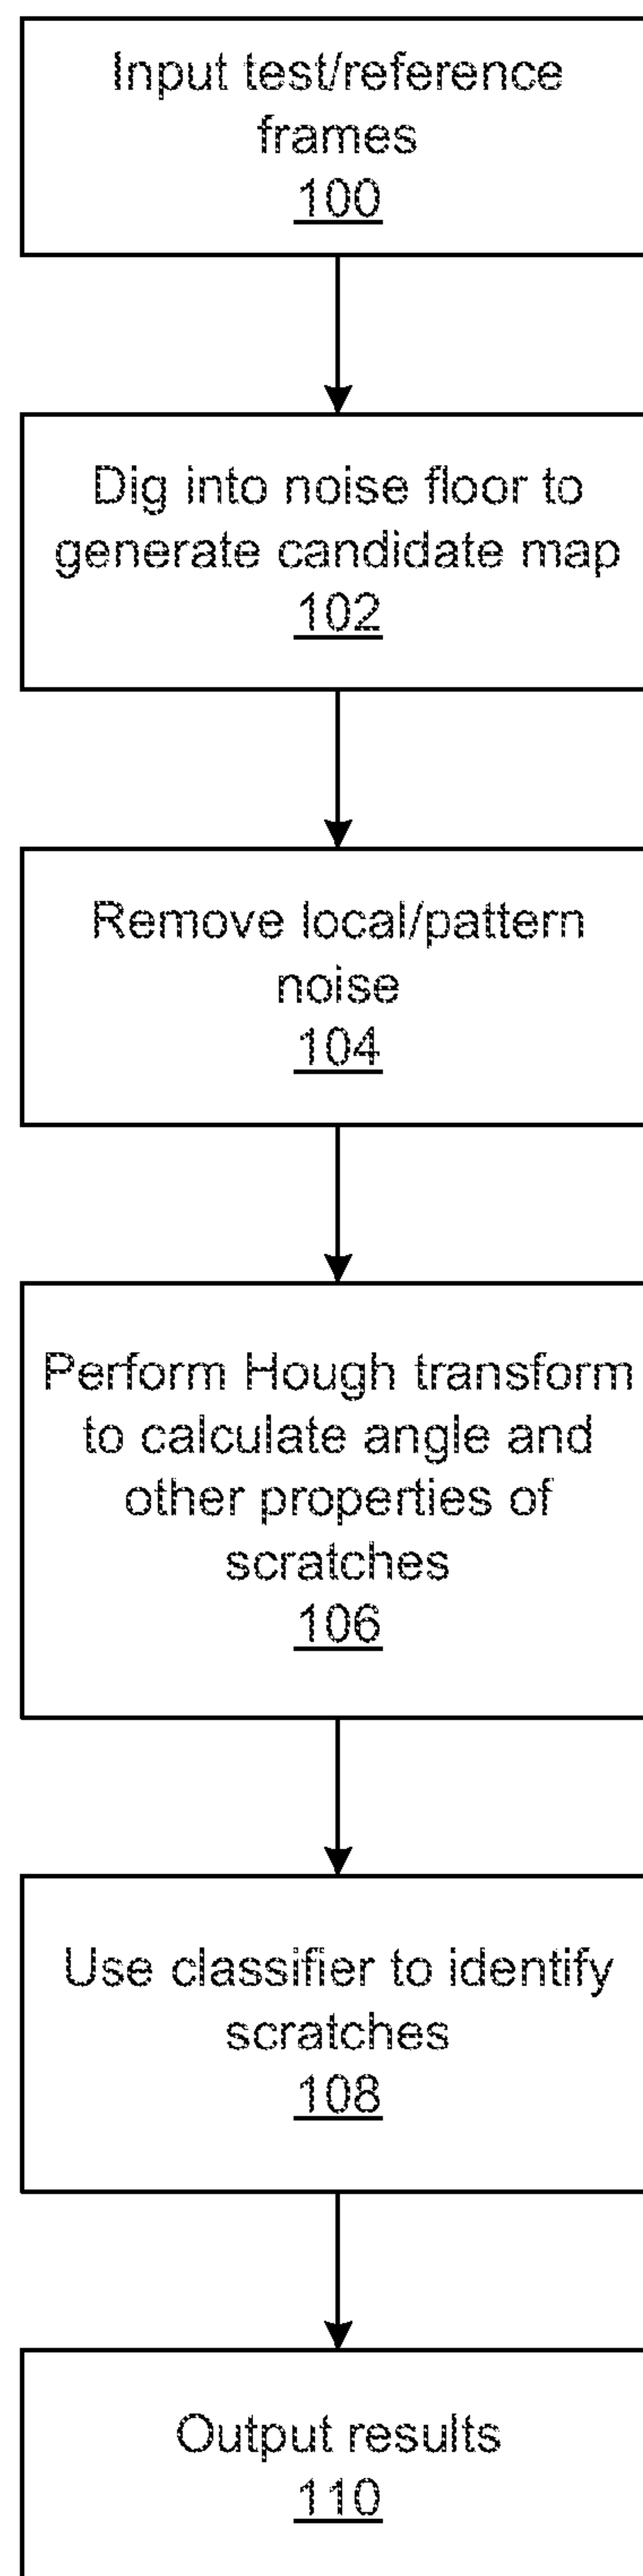 Input test/reference
frames
100
Dig into noise floor to
generate candidate map
102
Remove local/pattern
noise
104
Perform Hough transform
to calculate angle and
other properties of
scratches
106
Use classifier to identify
scratches
108
Output results
110